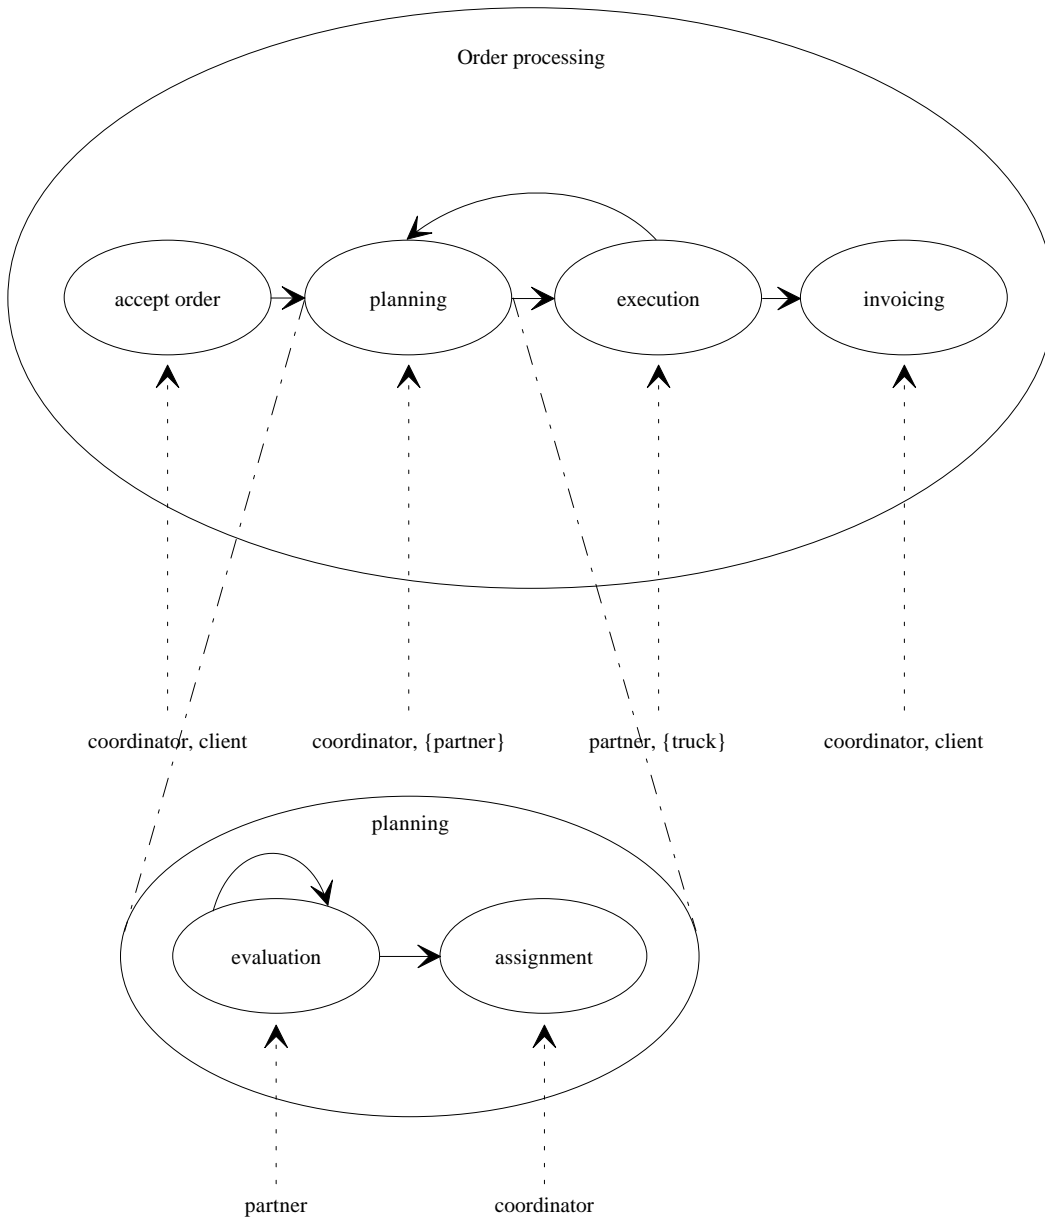 Order processing
accept order
planning
execution
invoicing
coordinator, client
coordinator, {partner}
partner, {truck}
coordinator, client
planning
evaluation
assignment
partner
coordinator